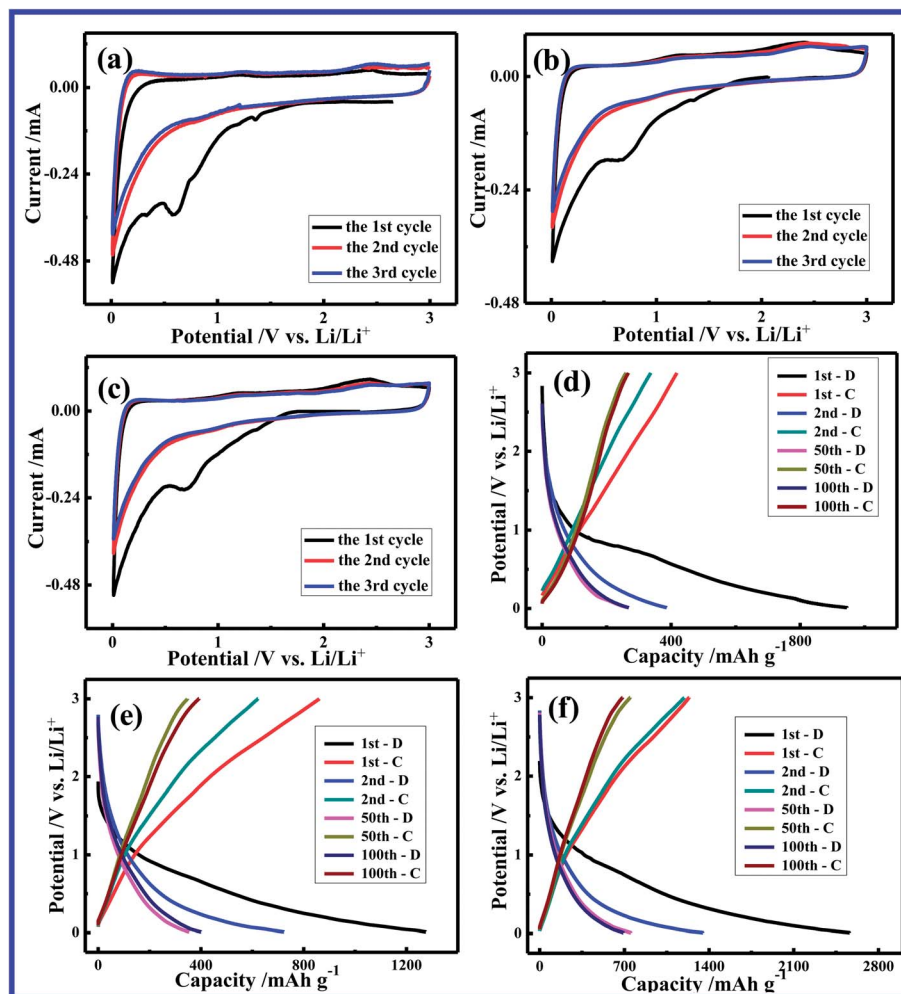 (a)
Current /mA
0.00
-0.24
-0.48
the 1st cycle
the 2nd cycle
the 3rd cycle
0
1
2
3
Potential /V vs. Li/Li⁺
(b)
Current /mA
0.00
-0.24
-0.48
the 1st cycle
the 2nd cycle
the 3rd cycle
0
1
2
3
Potential /V vs. Li/Li⁺
(c)
Current /mA
0.00
-0.24
-0.48
the 1st cycle
the 2nd cycle
the 3rd cycle
0
1
2
3
Potential /V vs. Li/Li⁺
(d)
Potential /V vs. Li/Li⁺
3
2
1
0
1st - D
1st - C
2nd - D
2nd - C
50th - D
50th - C
100th - D
100th - C
0
400
800
Capacity /mAh g⁻¹
(e)
Potential /V vs. Li/Li⁺
3
2
1
0
1st - D
1st - C
2nd - D
2nd - C
50th - D
50th - C
100th - D
100th - C
0
400
800
1200
Capacity /mAh g⁻¹
(f)
Potential /V vs. Li/Li⁺
3
2
1
0
1st - D
1st - C
2nd - D
2nd - C
50th - D
50th - C
100th - D
100th - C
0
700
1400
2100
2800
Capacity /mAh g⁻¹